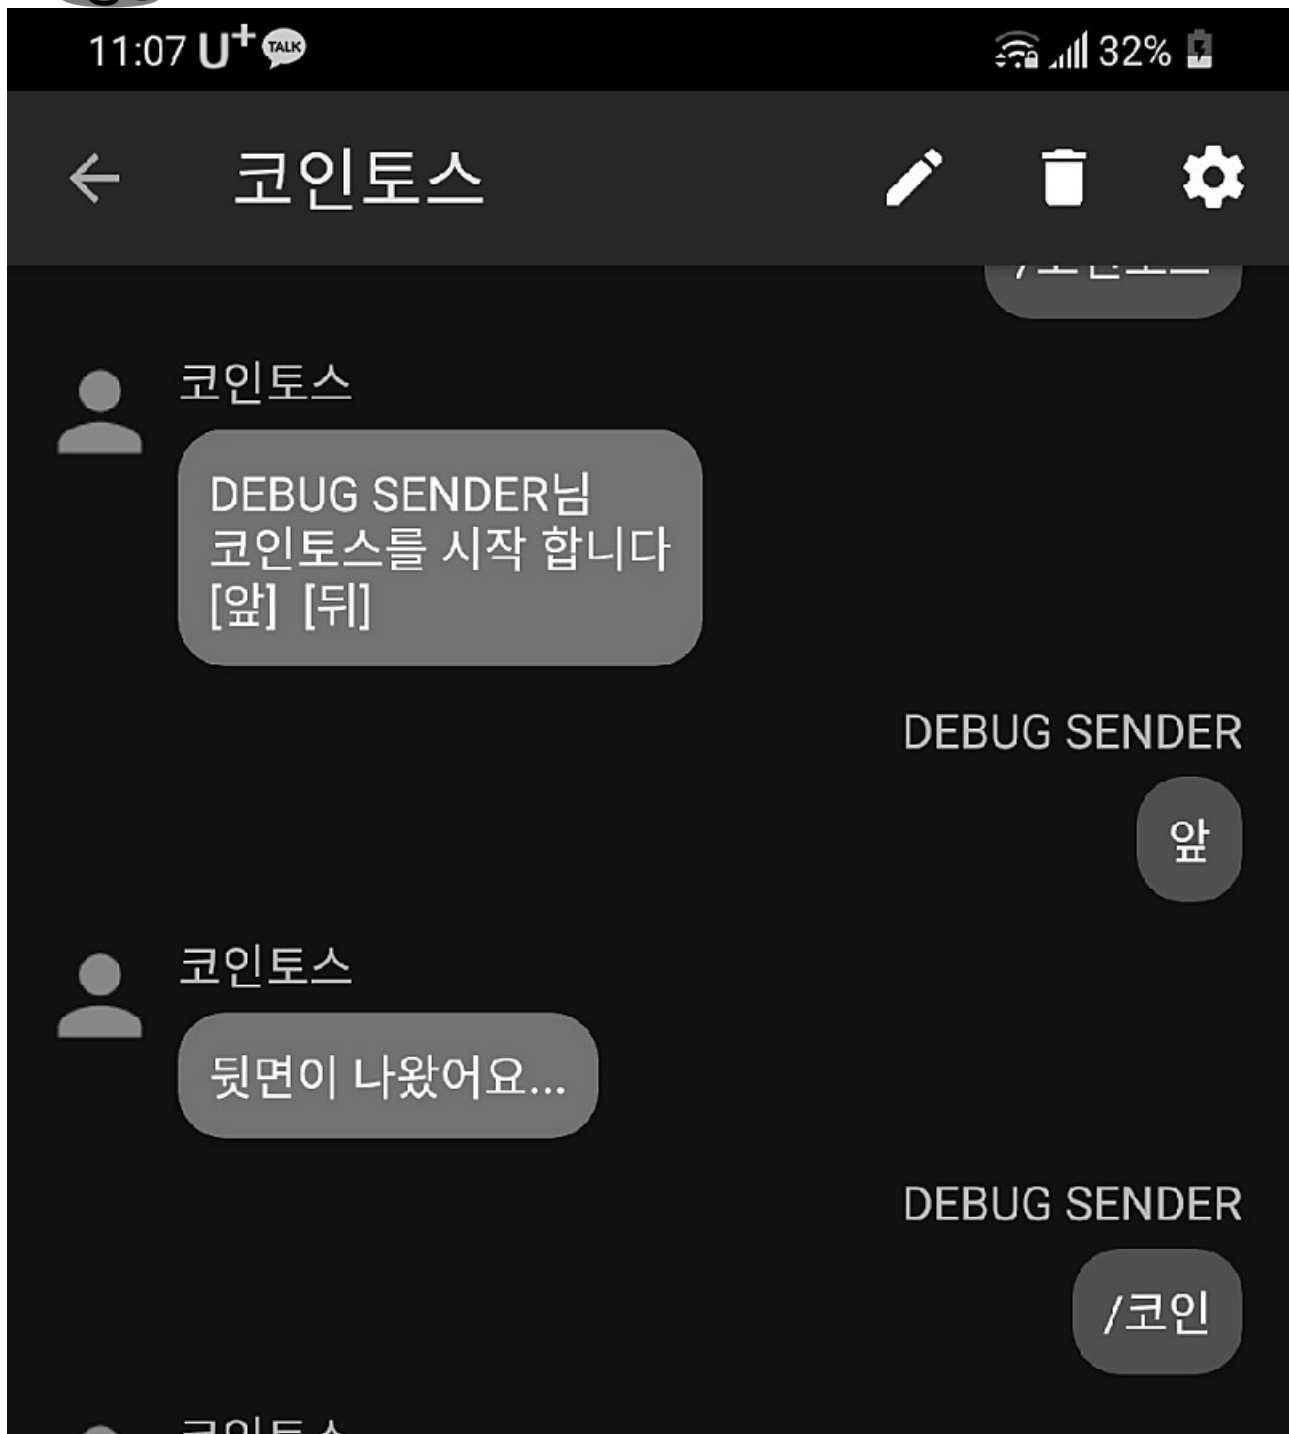 11:07 U+ TALK 32%
코인토스
코인토스
DEBUG SENDER님
코인토스를 시작 합니다
[앞] [뒤]
DEBUG SENDER
앞
코인토스
뒷면이 나왔어요...
DEBUG SENDER
/코인